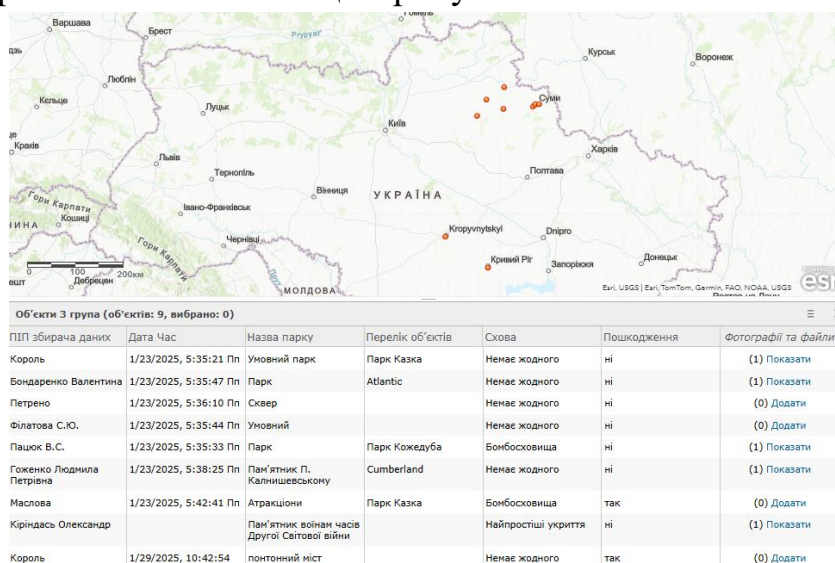 Гомель
Варшава
Брест
Prypyat'
Курськ
Воронеж
Люблін
Суми
Кельце
Луцьк
Київ
Краків
Харків
Львів
Тернопіль
Полтава
Вінниця
УКРАЇНА
Гори Карпати
Івано-Франківськ
Кошиці
Kropyvnytskyi
Dnipro
Чернівці
Гори Карпати
Кривий Ріг
Донецьк
Запоріжжя
0 100 200км
Прут
Дебрецен
МОЛДОВА
Esri, USGS | Esri, TomTom, Garmin, FAO, NOAA, USGS
esri
Об'єкти 3 група (об'єктів: 9, вибрано: 0)
ПІП збирача даних Дата Час Назва парку Перелік об'єктів Схова Пошкодження Фотографії та файли
Король 1/23/2025, 5:35:21 Пп Умовний парк Парк Казка Немає жодного ні (1) Показати
Бондаренко Валентина 1/23/2025, 5:35:47 Пп Парк Atlantic Немає жодного ні (1) Показати
Петрено 1/23/2025, 5:36:10 Пп Сквер Немає жодного ні (0) Додати
Філатова С.Ю. 1/23/2025, 5:35:44 Пп Умовний Немає жодного ні (0) Додати
Пацюк В.С. 1/23/2025, 5:35:33 Пп Парк Парк Кожедуба Бомбосховища ні (1) Показати
Гоженко Людмила 1/23/2025, 5:38:25 Пп Пам'ятник П. Cumberland Немає жодного ні (1) Показати
Петрівна Калнишевському
Маслова 1/23/2025, 5:42:41 Пп Атракціони Парк Казка Бомбосховища так (0) Додати
Кіріндась Олександр Пам'ятник воїнам часів Найпростіші укриття ні (1) Показати
Другої Світової війни
Король 1/29/2025, 10:42:54 понтонний міст Немає жодного так (0) Додати